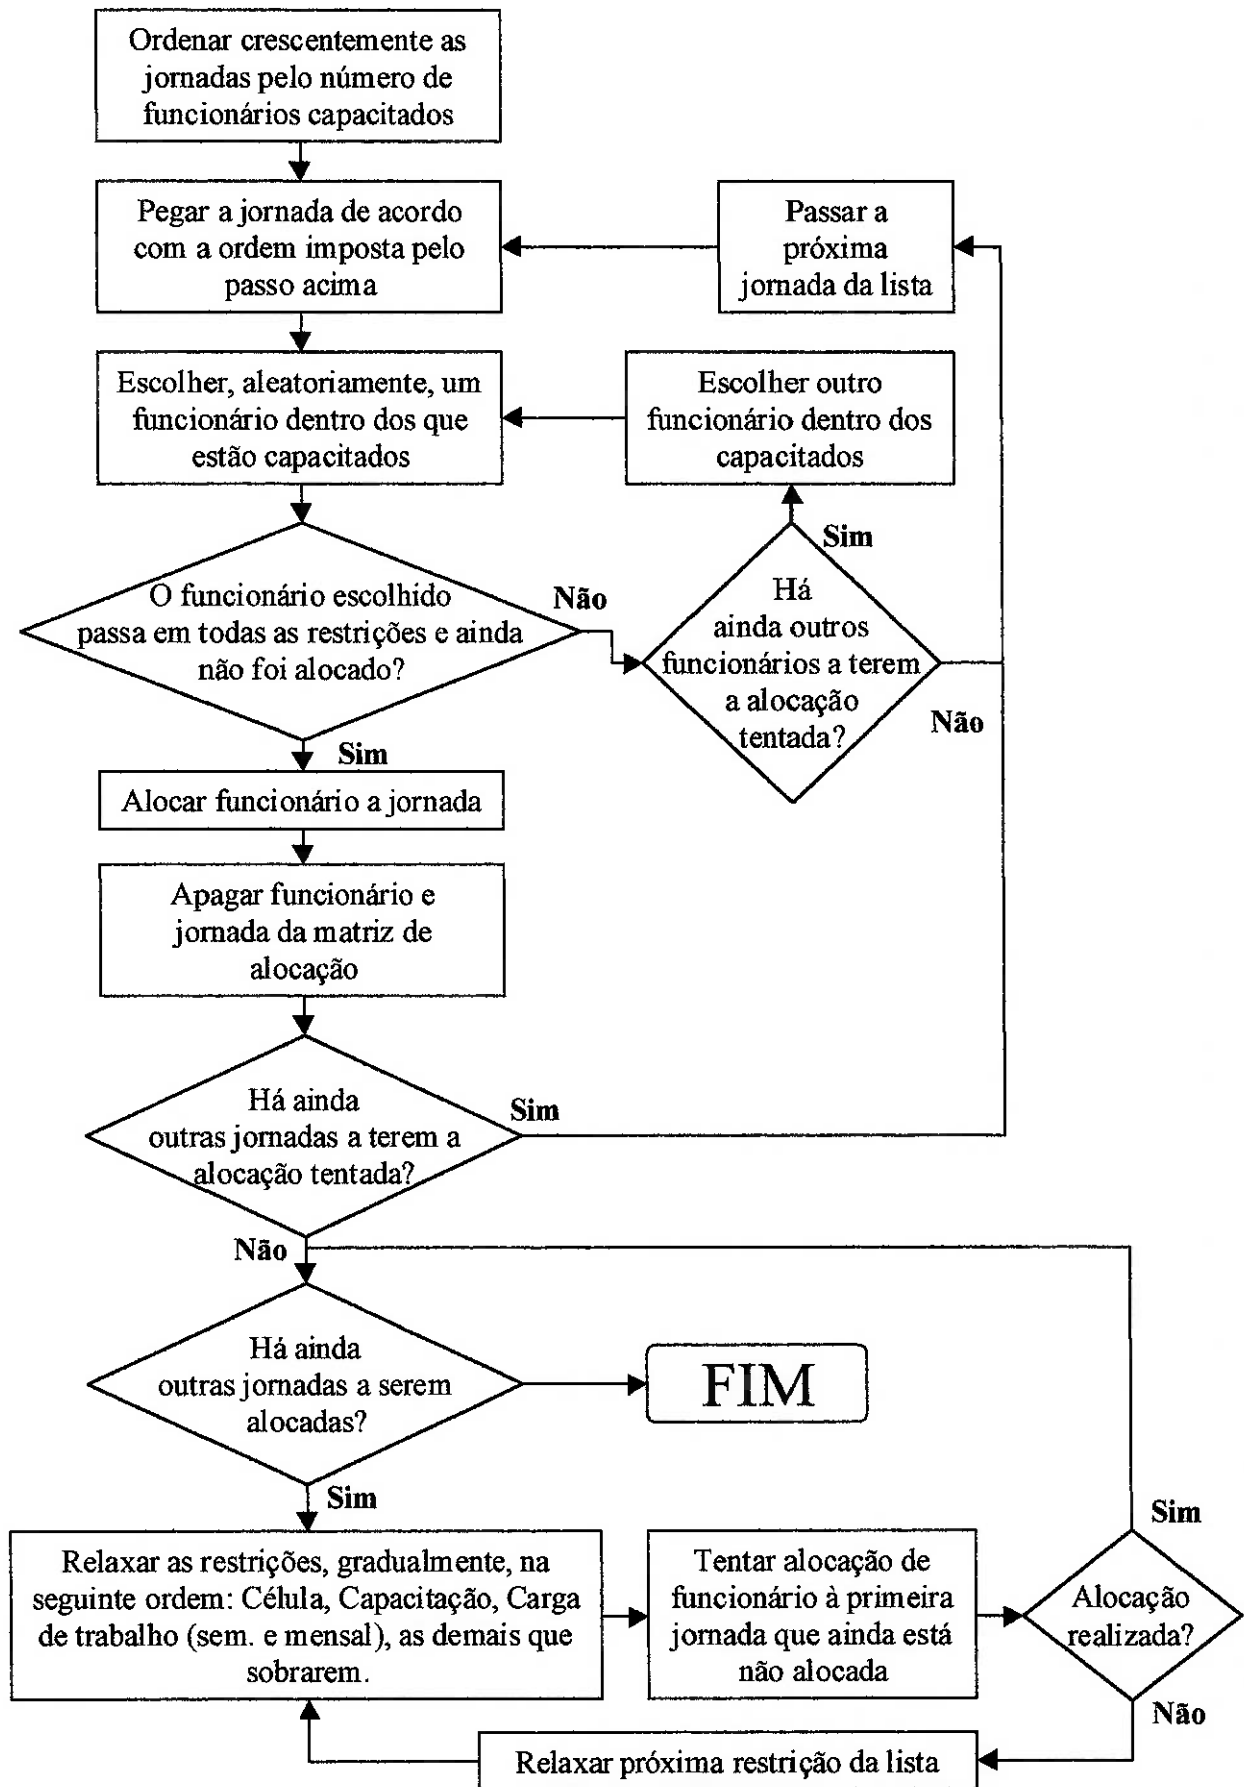 Ordenar crescentemente as
jornadas pelo número de
funcionários capacitados
Pegar a jornada de acordo
com a ordem imposta pelo
passo acima
Passar a
próxima
jornada da lista
Escolher, aleatoriamente, um
funcionário dentro dos que
estão capacitados
Escolher outro
funcionário dentro dos
capacitados
Sim
O funcionário escolhido
passa em todas as restrições e ainda
não foi alocado?
Não
Há
ainda outros
funcionários a terem
a alocação
tentada?
Não
Sim
Alocar funcionário a jornada
Apagar funcionário e
jornada da matriz de
alocação
Há ainda
outras jornadas a terem a
alocação tentada?
Sim
Não
Há ainda
outras jornadas a serem
alocadas?
FIM
Sim
Relaxar as restrições, gradualmente, na
seguinte ordem: Célula, Capacitação, Carga
de trabalho (sem. e mensal), as demais que
sobrarem.
Tentar alocação de
funcionário à primeira
jornada que ainda está
não alocada
Sim
Alocação
realizada?
Não
Relaxar próxima restrição da lista